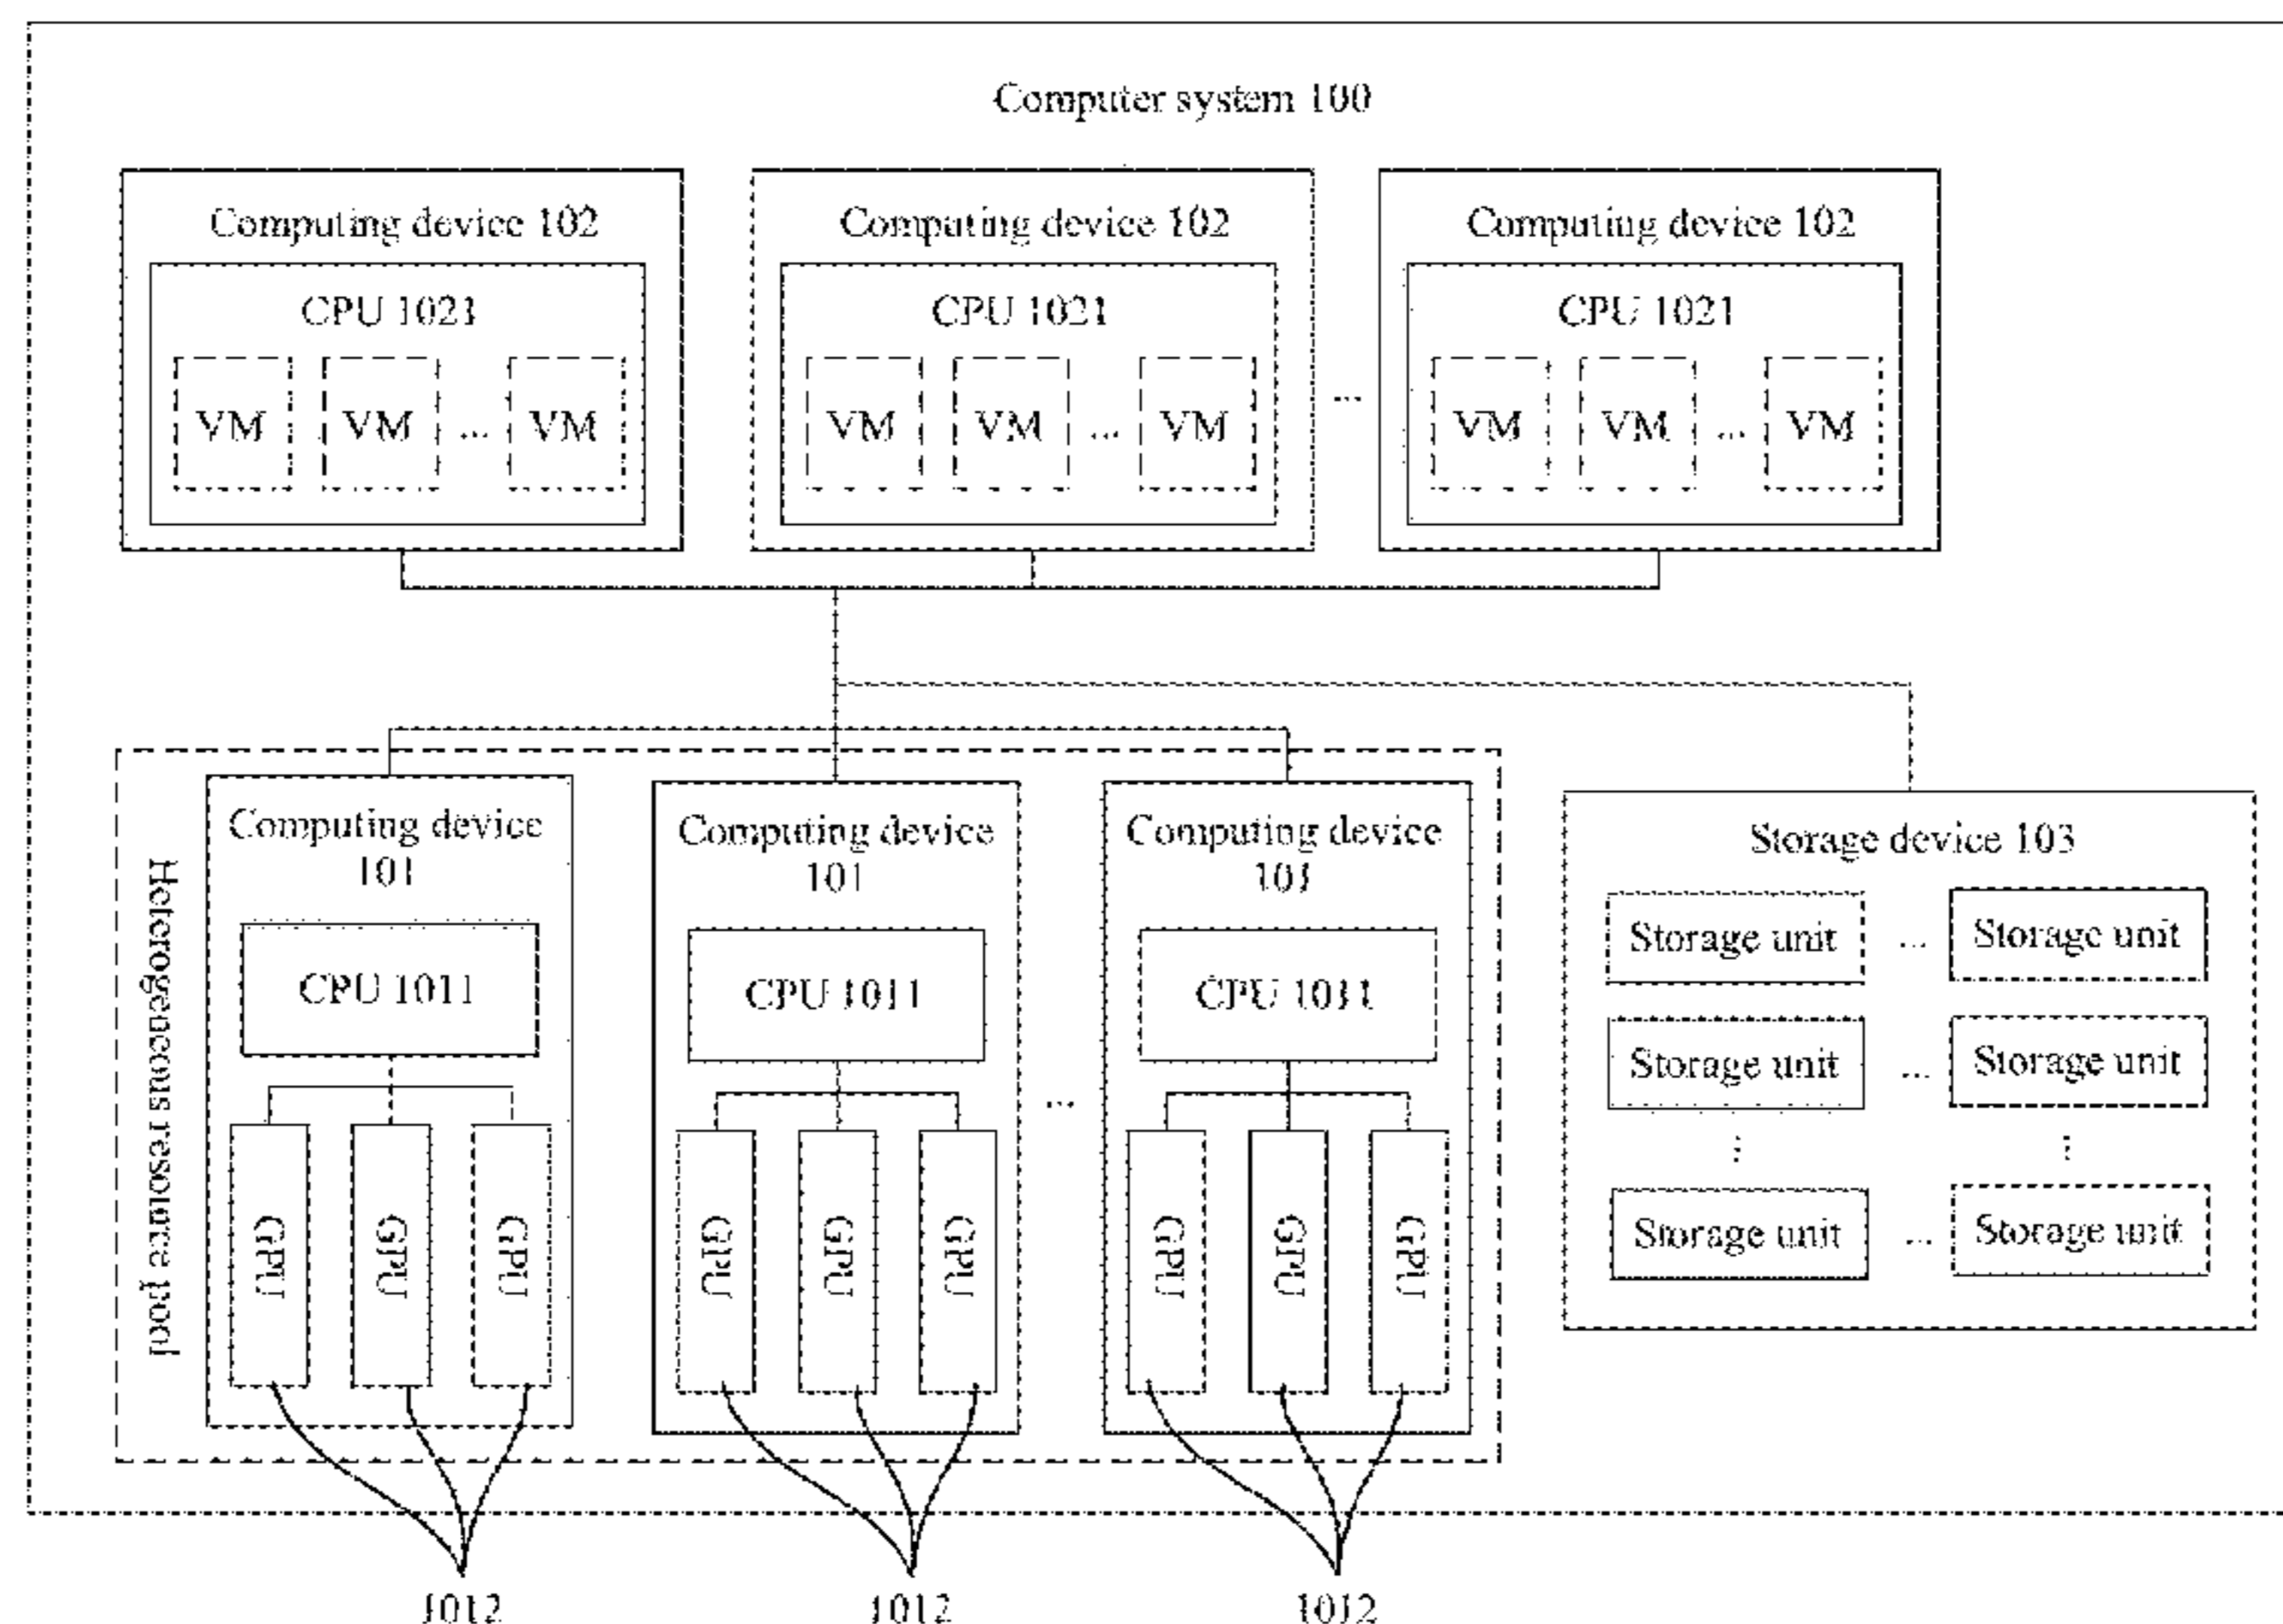 Computer system 100
Computing device 102
Computing device 102
Computing device 102
CPU 1021
CPU 1021
CPU 1021
VM VM ... VM
VM VM ... VM
...
VM VM ... VM
Heterogeneous resource pool
Computing device
101
CPU 1011
GPU GPU GPU
Computing device
101
CPU 1011
GPU GPU GPU
...
Computing device
101
CPU 1011
GPU GPU GPU
Storage device 103
Storage unit ... Storage unit
Storage unit ... Storage unit
⋮ ⋮
Storage unit ... Storage unit
1012
1012
1012